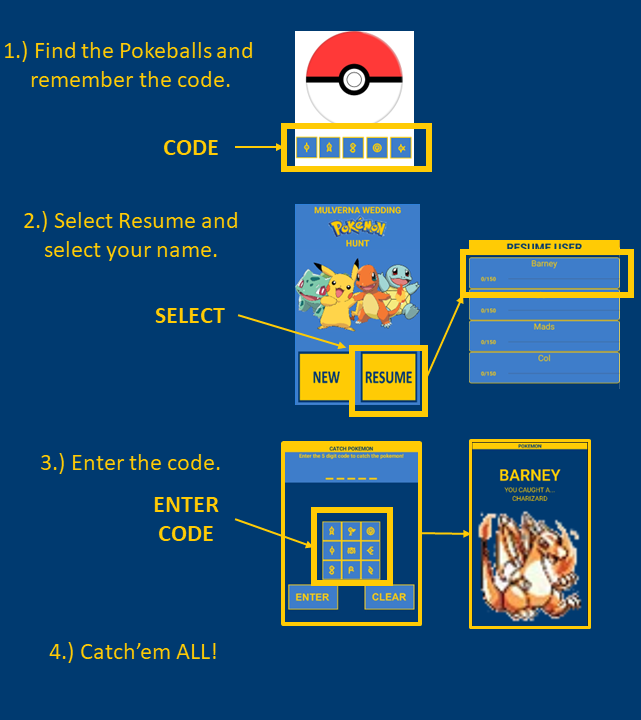 1.) Find the Pokeballs and
remember the code.
CODE
2.) Select Resume and
select your name.
MULVERNA WEDDING
POKéMON
HUNT
SELECT
NEW
RESUME
RESUME USER
Barney
0/150
0/150
Mads
0/150
Col
0/150
3.) Enter the code.
ENTER
CODE
CATCH POKEMON
Enter the 5 digit code to catch the pokemon!
ENTER
CLEAR
POKEMON
BARNEY
YOU CAUGHT A...
CHARIZARD
4.) Catch’em ALL!